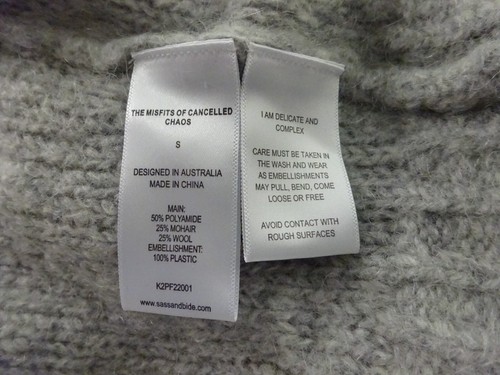 THE MISFITS OF CANCELLED
CHAOS
S
DESIGNED IN AUSTRALIA
MADE IN CHINA
MAIN:
50% POLYAMIDE
25% MOHAIR
25% WOOL
EMBELLISHMENT:
100% PLASTIC
K2PF22001
www.sassandbide.com
I AM DELICATE AND
COMPLEX
CARE MUST BE TAKEN IN
THE WASH AND WEAR
AS EMBELLISHMENTS
MAY PULL, BEND, COME
LOOSE OR FREE
AVOID CONTACT WITH
ROUGH SURFACES